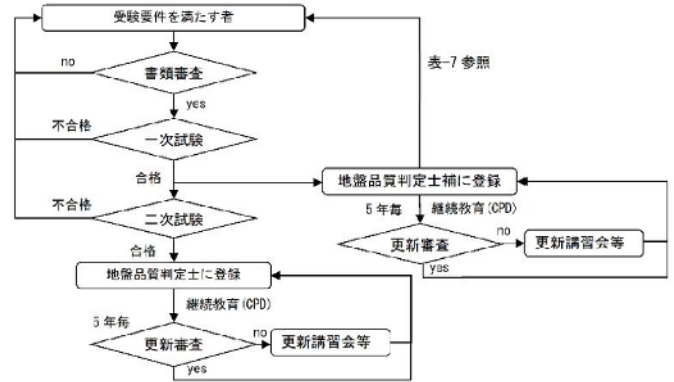 受験要件を満たす者
no
書類審査
表-7 参照
yes
不合格
一次試験
合格
地盤品質判定士補に登録
不合格
5 年毎
継続教育(CPD)
二次試験
no
更新審査
更新講習会等
合格
yes
地盤品質判定士に登録
継続教育(CPD)
5 年毎
no
更新審査
更新講習会等
yes